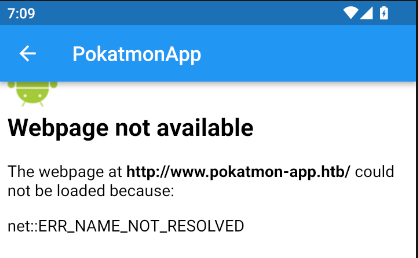 7:09
PokatmonApp
Webpage not available
The webpage at http://www.pokatmon-app.htb/ could
not be loaded because:
net::ERR_NAME_NOT_RESOLVED